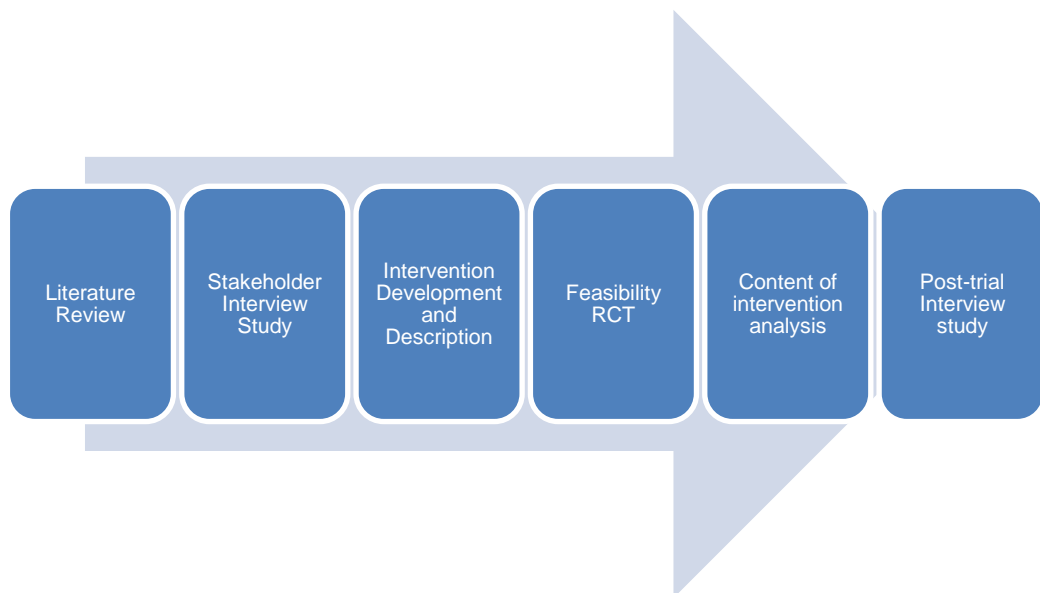 Literature
Review
Stakeholder
Interview
Study
Intervention
Development
and
Description
Feasibility
RCT
Content of
intervention
analysis
Post-trial
Interview
study